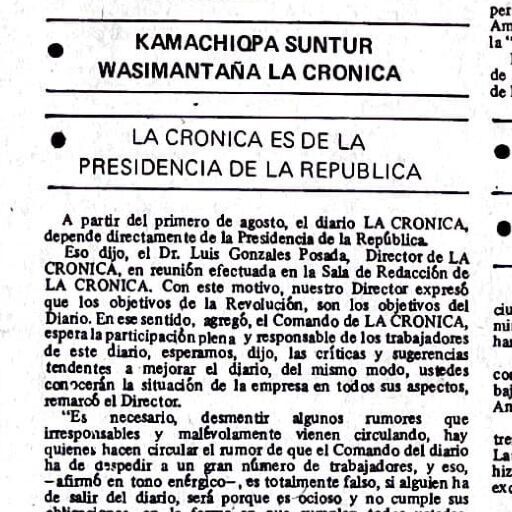 KAMACHIQPA SUNTUR
WASIMANTAÑA LA CRONICA
LA CRONICA ES DE LA
PRESIDENCIA DE LA REPUBLICA
A partir del primero de agosto, el diario LA CRONICA,
depende directamente de la Presidencia de la República.
Eso dijo, el Dr. Luis Gonzales Posada, Director de LA
CRONICA, en reunión efectuada en la Sala de Redacción de
LA CRONICA. Con este motivo, nuestro Director expresó
que los objetivos de la Revolución, son los objetivos del
Diario. En ese sentido, agregó, el Comando de LA CRONICA,
espera la participación plena y responsable de los trabajadores
de este diario, esperamos, dijo, las críticas y sugerencias
tendentes a mejorar el diario, del mismo modo, ustedes
conocerán la situación de la empresa en todos sus aspectos,
remarcó el Director.
"Es necesario, desmentir algunos rumores que
irresponsables y malévolamente vienen circulando, hay
quienes hacen circular el rumor de que el Comando del diario
ha de despedir a un gran número de trabajadores, y eso,
—afirmó en tono enérgico—, es totalmente falso, si alguien ha
de salir del diario, será porque es ocioso y no cumple sus
per
Am
la "
de
de
ciu
min
har
con
baj
Am
tre
La
hiz
exc